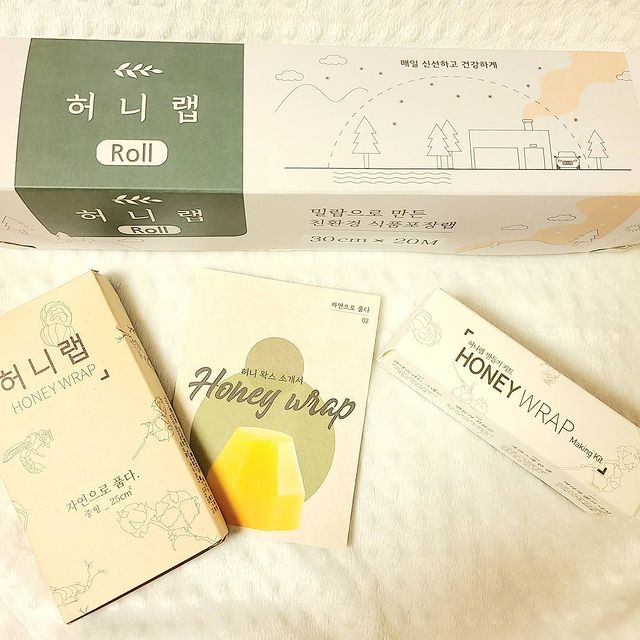 허니랩
Roll
매일 신선하고 건강하게
허니랩
Roll
밀랍으로 만든
친환경 식품포장랩
30cm × 20M
허니랩
HONEY WRAP
자연으로 품다.
중형 _ 25cm²
자연으로 품다
02
허니 왁스 소개서
Honey wrap
허니랩 만들기 키트
HONEY WRAP
Making Kit